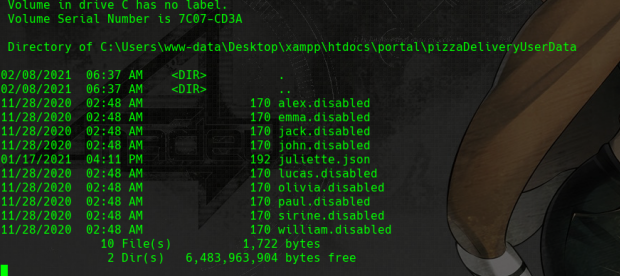 Volume in drive C has no label.
Volume Serial Number is 7C07-CD3A
Directory of C:\Users\www-data\Desktop\xampp\htdocs\portal\pizzaDeliveryUserData
02/08/2021  06:37 AM    <DIR>          .
02/08/2021  06:37 AM    <DIR>          ..
11/28/2020  02:48 AM               170 alex.disabled
11/28/2020  02:48 AM               170 emma.disabled
11/28/2020  02:48 AM               170 jack.disabled
11/28/2020  02:48 AM               170 john.disabled
01/17/2021  04:11 PM               192 juliette.json
11/28/2020  02:48 AM               170 lucas.disabled
11/28/2020  02:48 AM               170 olivia.disabled
11/28/2020  02:48 AM               170 paul.disabled
11/28/2020  02:48 AM               170 sirine.disabled
11/28/2020  02:48 AM               170 william.disabled
10 File(s)          1,722 bytes
2 Dir(s)   6,483,963,904 bytes free